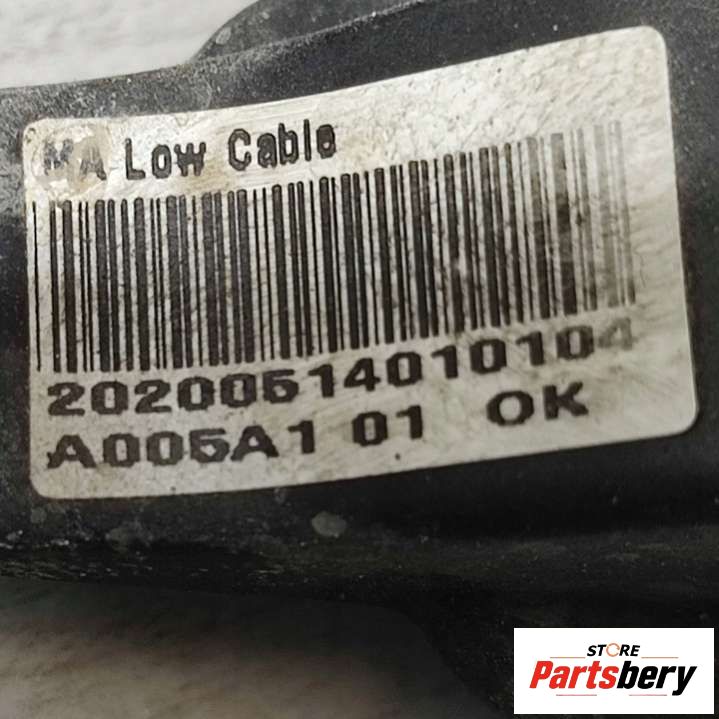 MA Low Cable
20200514010104
A005A1 01 OK
STORE
Partsbery